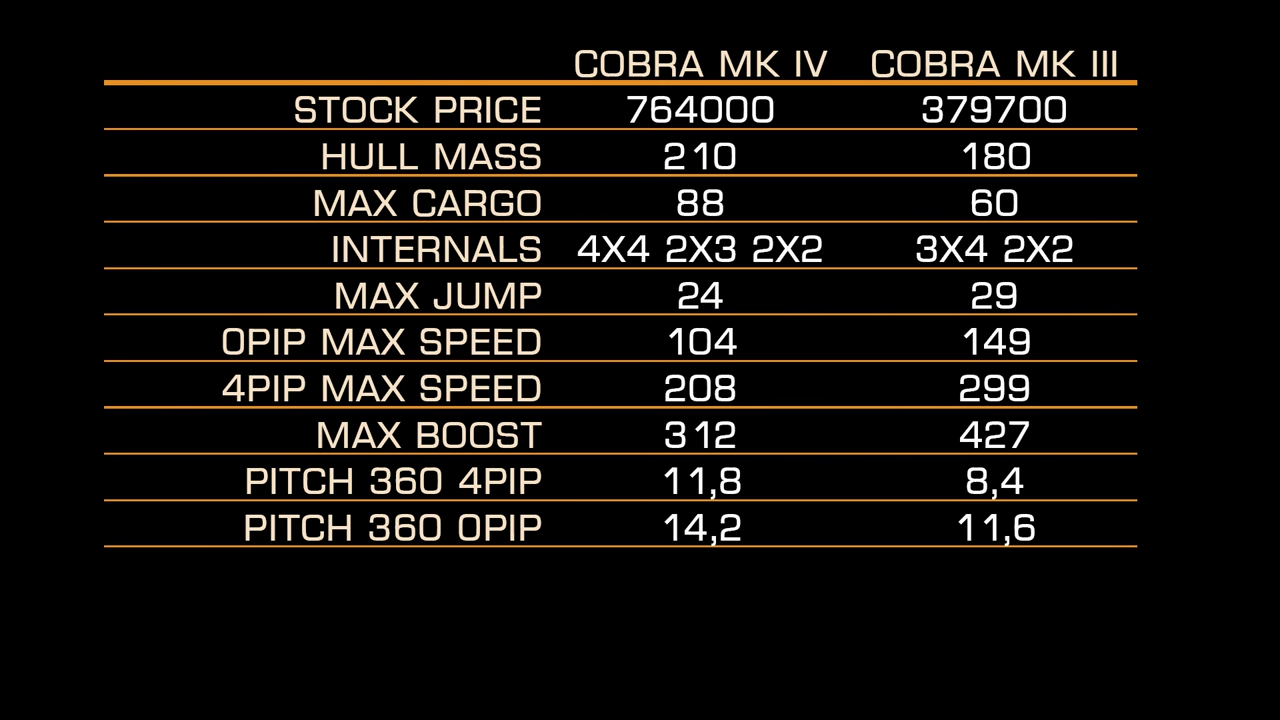 COBRA MK IV COBRA MK III
STOCK PRICE 764000 379700
HULL MASS 210 180
MAX CARGO 88 60
INTERNALS 4X4 2X3 2X2 3X4 2X2
MAX JUMP 24 29
0PIP MAX SPEED 104 149
4PIP MAX SPEED 208 299
MAX BOOST 312 427
PITCH 360 4PIP 11,8 8,4
PITCH 360 0PIP 14,2 11,6